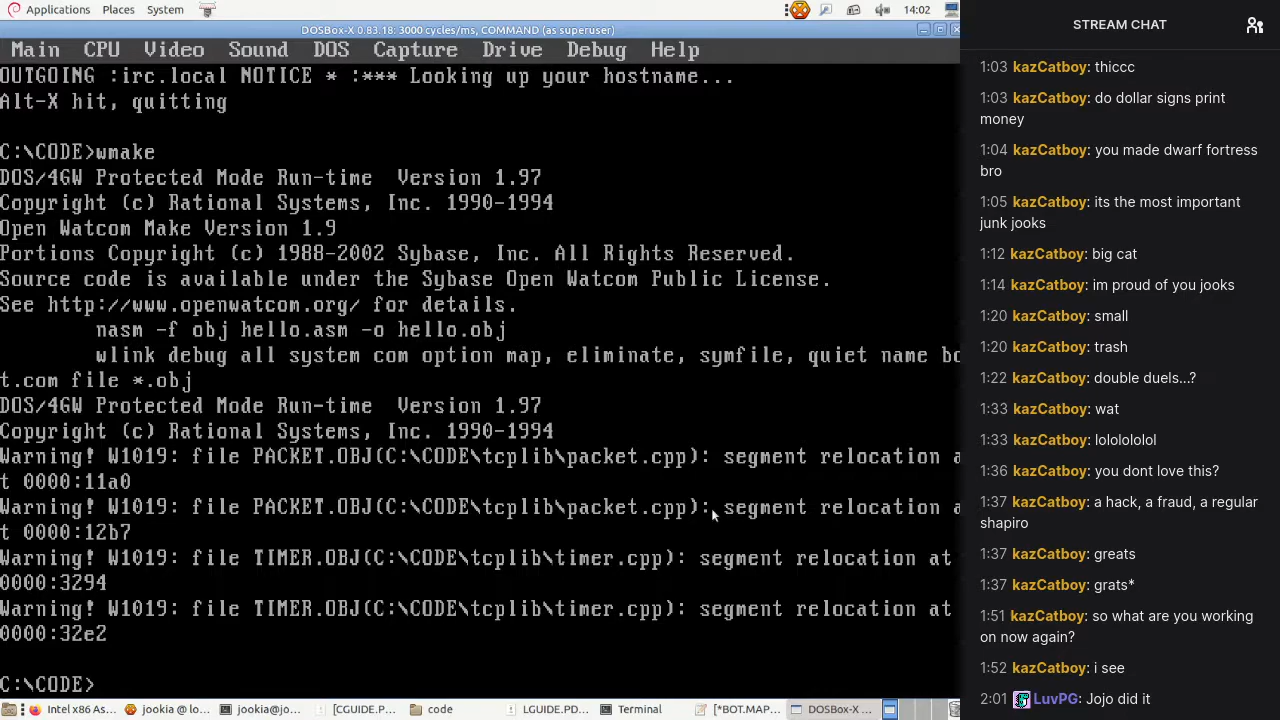 Applications Places System
14:02
DOSBox-X 0.83.18: 3000 cycles/ms, COMMAND (as superuser)
Main CPU Video Sound DOS Capture Drive Debug Help
OUTGOING :irc.local NOTICE * :*** Looking up your hostname...
Alt-X hit, quitting
C:\CODE>wmake
DOS/4GW Protected Mode Run-time Version 1.97
Copyright (c) Rational Systems, Inc. 1990-1994
Open Watcom Make Version 1.9
Portions Copyright (c) 1988-2002 Sybase, Inc. All Rights Reserved.
Source code is available under the Sybase Open Watcom Public License.
See http://www.openwatcom.org/ for details.
nasm -f obj hello.asm -o hello.obj
wlink debug all system com option map, eliminate, symfile, quiet name bo
t.com file *.obj
DOS/4GW Protected Mode Run-time Version 1.97
Copyright (c) Rational Systems, Inc. 1990-1994
Warning! W1019: file PACKET.OBJ(C:\CODE\tcplib\packet.cpp): segment relocation a
t 0000:11a0
Warning! W1019: file PACKET.OBJ(C:\CODE\tcplib\packet.cpp): segment relocation a
t 0000:12b7
Warning! W1019: file TIMER.OBJ(C:\CODE\tcplib\timer.cpp): segment relocation at
0000:3294
Warning! W1019: file TIMER.OBJ(C:\CODE\tcplib\timer.cpp): segment relocation at
0000:32e2
C:\CODE>
Intel x86 As... jookia @ lo... jookia@jo... [GUIDE.P... code LGUIDE.PD... Terminal [*BOT.MAP... DOSBox-X ...
STREAM CHAT
1:03 kazCatboy: thiccc
1:03 kazCatboy: do dollar signs print
money
1:04 kazCatboy: you made dwarf fortress
bro
1:05 kazCatboy: its the most important
junk jooks
1:12 kazCatboy: big cat
1:14 kazCatboy: im proud of you jooks
1:20 kazCatboy: small
1:20 kazCatboy: trash
1:22 kazCatboy: double duels...?
1:33 kazCatboy: wat
1:33 kazCatboy: lolololol
1:36 kazCatboy: you dont love this?
1:37 kazCatboy: a hack, a fraud, a regular
shapiro
1:37 kazCatboy: greats
1:37 kazCatboy: grats*
1:51 kazCatboy: so what are you working
on now again?
1:52 kazCatboy: i see
2:01 LuvPG: Jojo did it